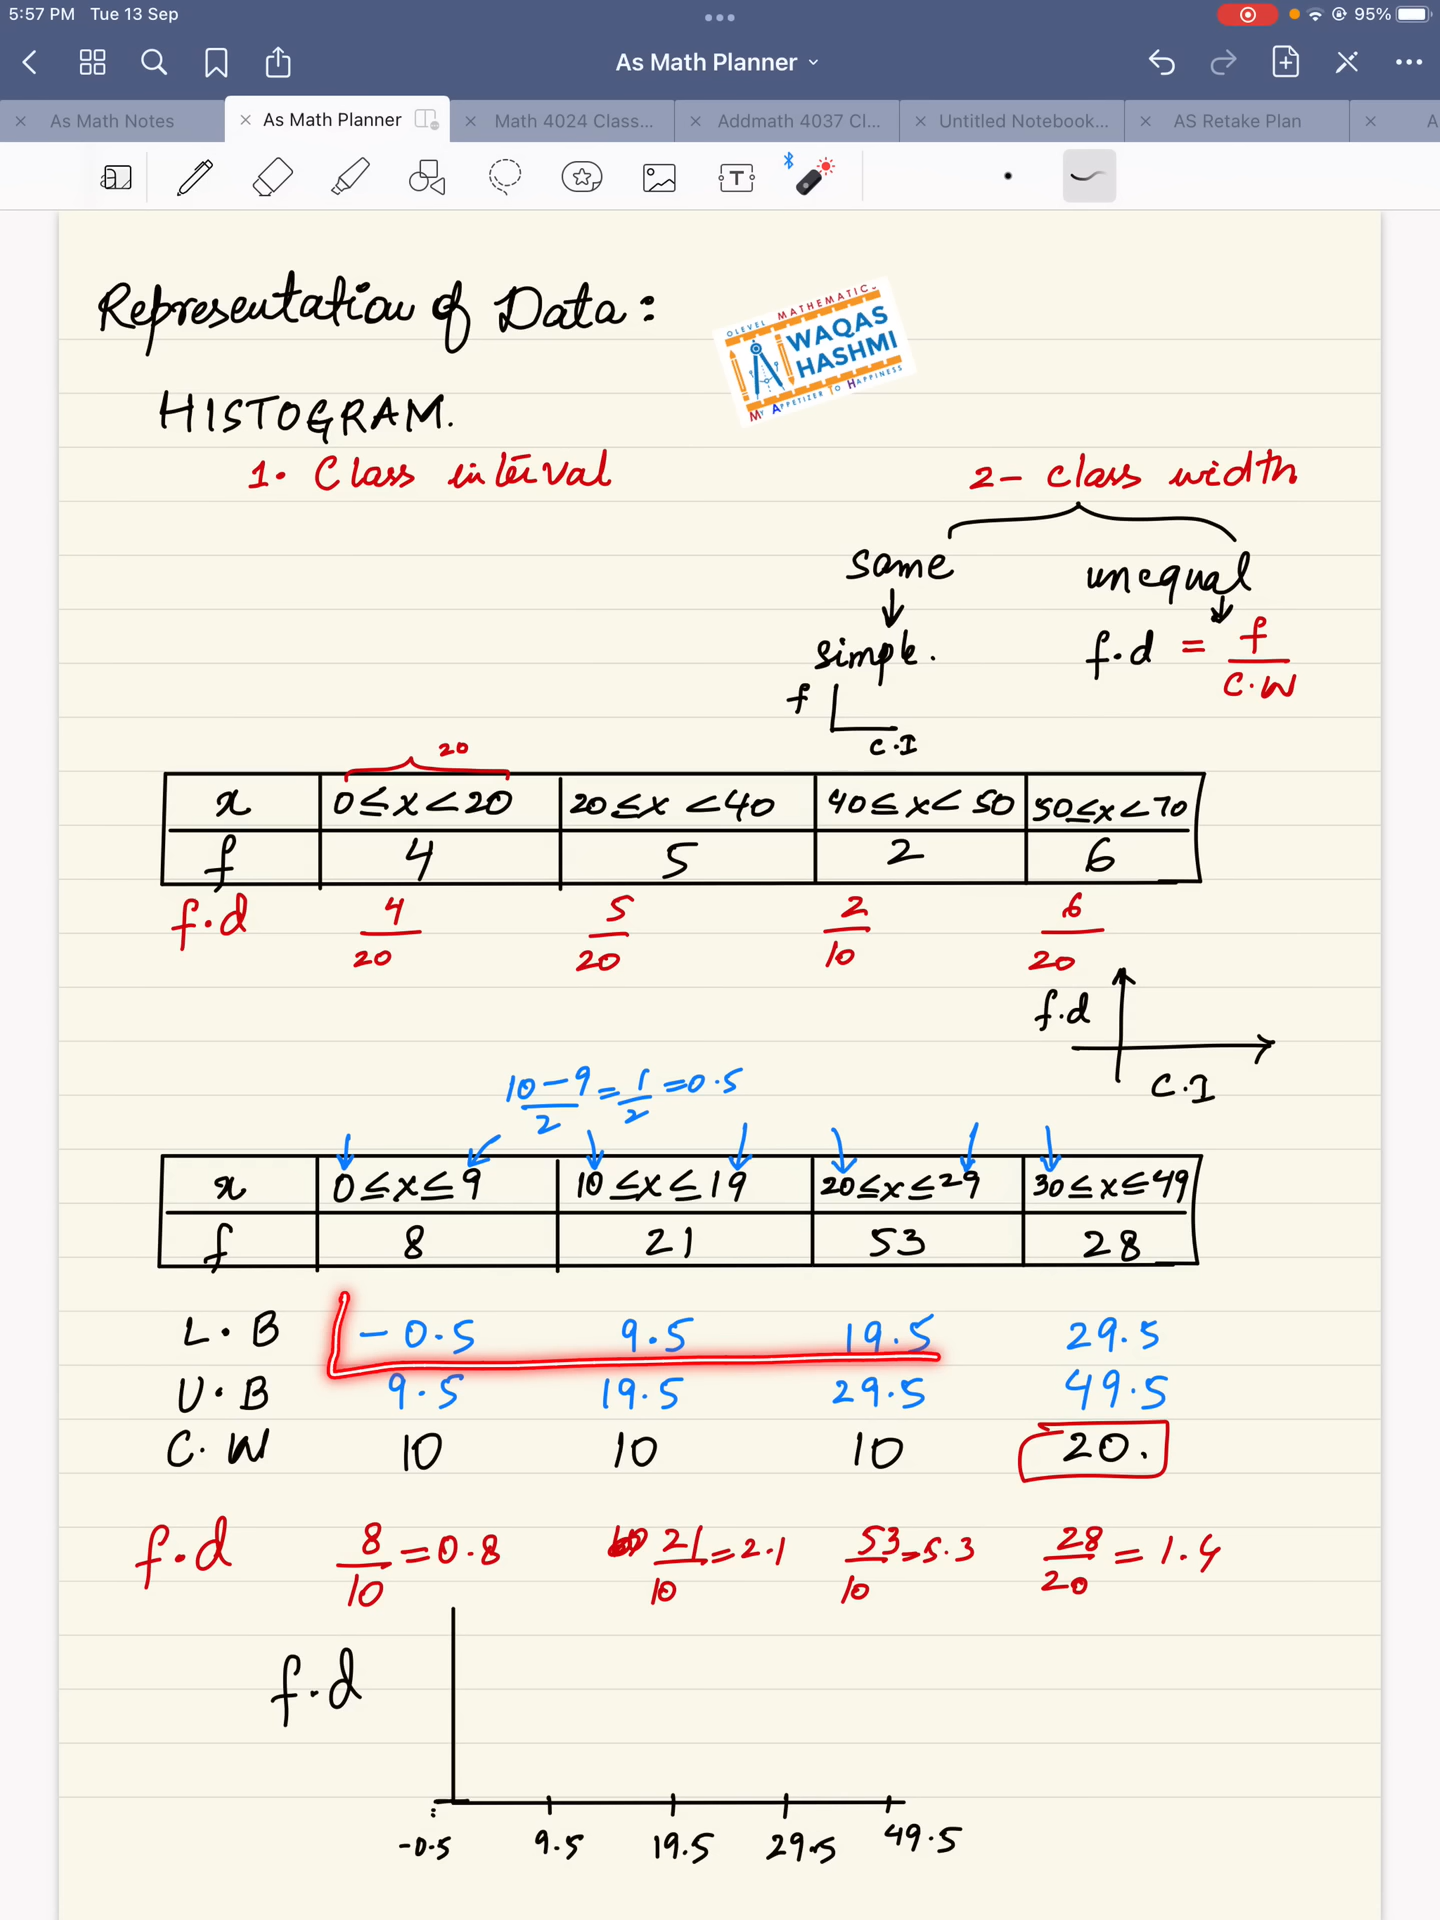 5:57 PM Tue 13 Sep 95%
As Math Planner
As Math Notes As Math Planner Math 4024 Class... Addmath 4037 Cl... Untitled Notebook... AS Retake Plan A
Representation of Data:
OLEVEL MATHEMATICS
WAQAS
HASHMI
MY APPETIZER TO HAPPINESS
HISTOGRAM.
1. Class interval 2- class width
same unequal
simple. f.d = f/C.W
f
C.I
20
x 0≤x<20 20≤x<40 40≤x<50 50≤x<70
f 4 5 2 6
f.d 4/20 5/20 2/10 6/20
f.d
C.I
10-9/2 = 1/2 = 0.5
x 0≤x≤9 10≤x≤19 20≤x≤29 30≤x≤49
f 8 21 53 28
L.B -0.5 9.5 19.5 29.5
U.B 9.5 19.5 29.5 49.5
C.W 10 10 10 20.
f.d 8/10=0.8 21/10=2.1 53/10=5.3 28/20=1.4
f.d
-0.5 9.5 19.5 29.5 49.5